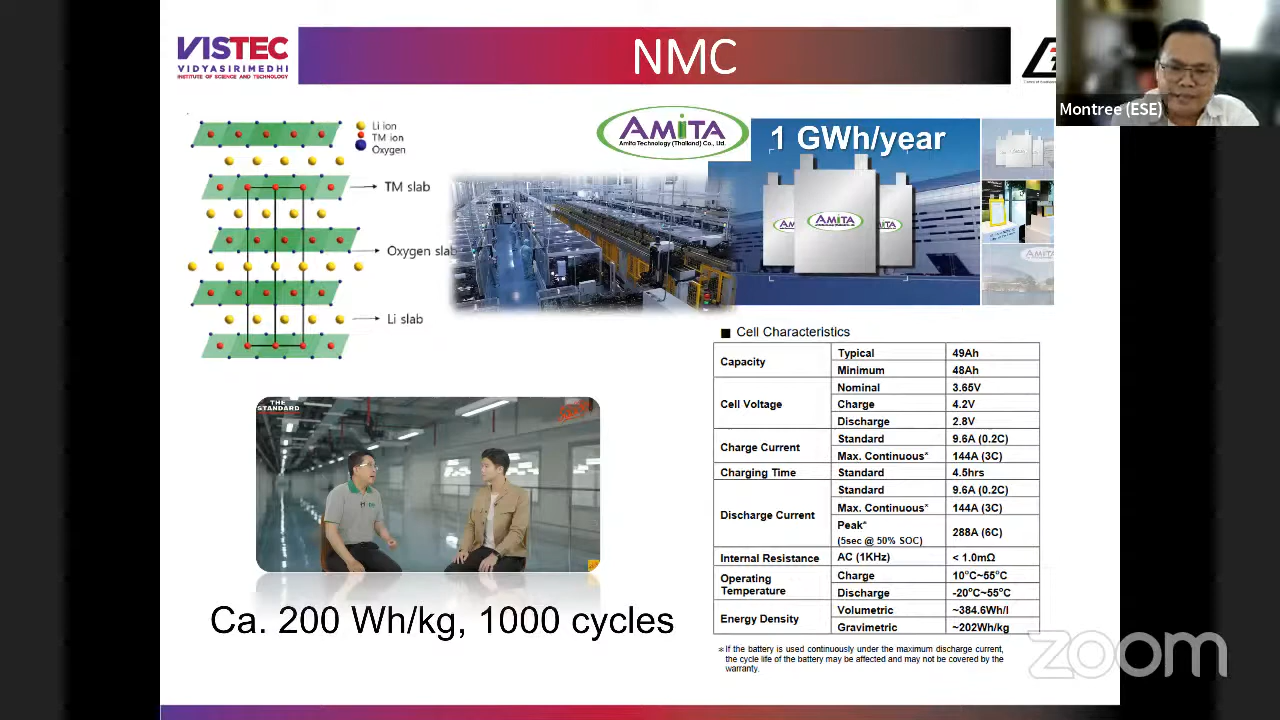 VISTEC
VIDYASIRIMEDHI
INSTITUTE OF SCIENCE AND TECHNOLOGY
NMC
Montree (ESE)
Li ion
TM ion
Oxygen
TM slab
Oxygen slab
Li slab
AMiTA
Amita Technology (Thailand) Co., Ltd.
1 GWh/year
AMiTA
AMiTA
THE
STANDARD
Ca. 200 Wh/kg, 1000 cycles
■ Cell Characteristics
Capacity Typical 49Ah
Minimum 48Ah
Cell Voltage Nominal 3.65V
Charge 4.2V
Discharge 2.8V
Charge Current Standard 9.6A (0.2C)
Max. Continuous* 144A (3C)
Charging Time Standard 4.5hrs
Discharge Current Standard 9.6A (0.2C)
Max. Continuous* 144A (3C)
Peak* (5sec @ 50% SOC) 288A (6C)
Internal Resistance AC (1KHz) < 1.0mΩ
Operating Temperature Charge 10°C~55°C
Discharge -20°C~55°C
Energy Density Volumetric ~384.6Wh/l
Gravimetric ~202Wh/kg
* If the battery is used continuously under the maximum discharge current,
the cycle life of the battery may be affected and may not be covered by the
warranty.
zoom